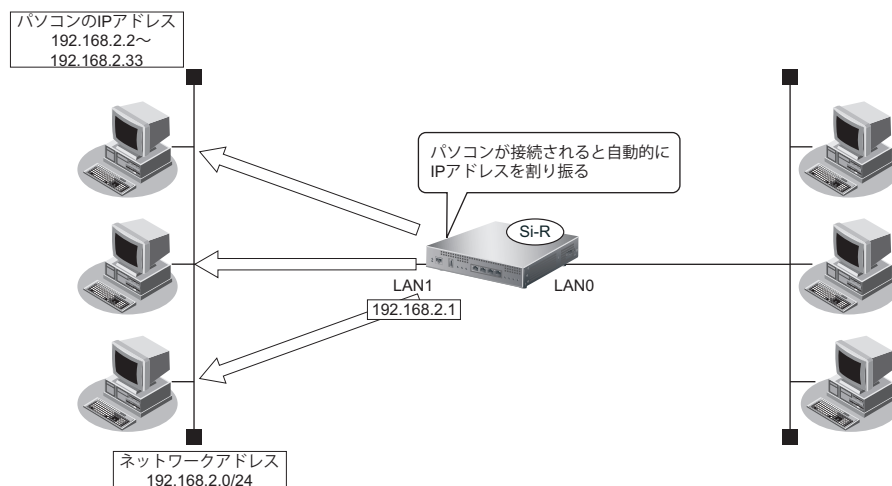 パソコンのIPアドレス
192.168.2.2～
192.168.2.33
パソコンが接続されると自動的に
IPアドレスを割り振る
Si-R
LAN1
LAN0
192.168.2.1
ネットワークアドレス
192.168.2.0/24